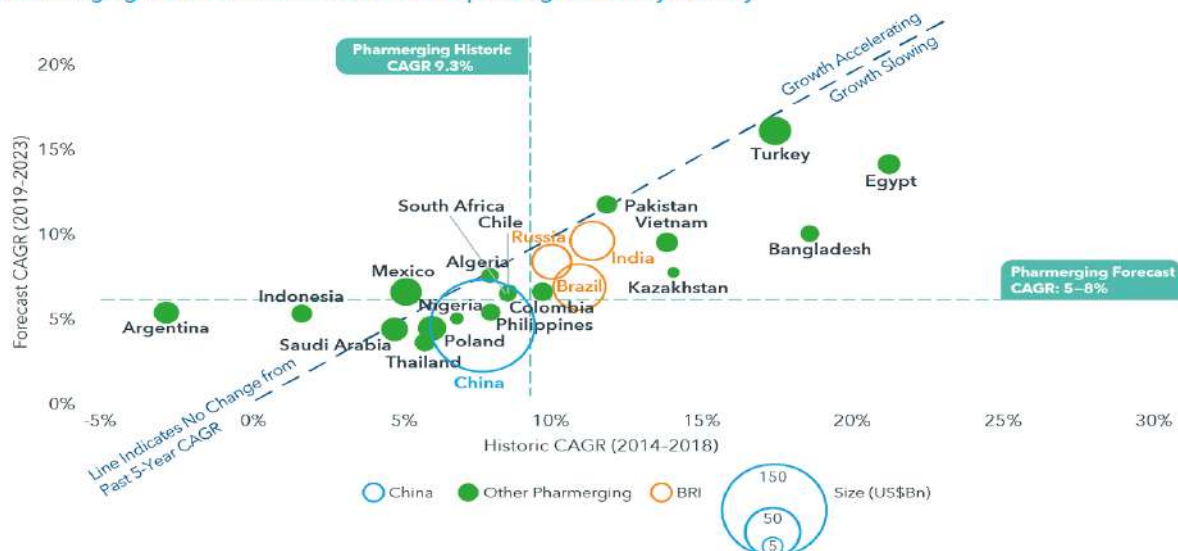 Pharmerging Historic
CAGR 9.3%
Growth Accelerating
Growth Slowing
Forecast CAGR (2019-2023)
20%
15%
10%
5%
0%
Turkey
Egypt
South Africa
Chile
Pakistan
Vietnam
Russia
India
Bangladesh
Algeria
Mexico
Brazil
Kazakhstan
Pharmerging Forecast
CAGR: 5–8%
Indonesia
Nigeria
Colombia
Argentina
Philippines
Saudi Arabia
Poland
Thailand
China
Line Indicates No Change from
Past 5-Year CAGR
-5%
0%
5%
10%
15%
20%
25%
30%
Historic CAGR (2014-2018)
China
Other Pharmerging
BRI
150
50
5
Size (US$Bn)